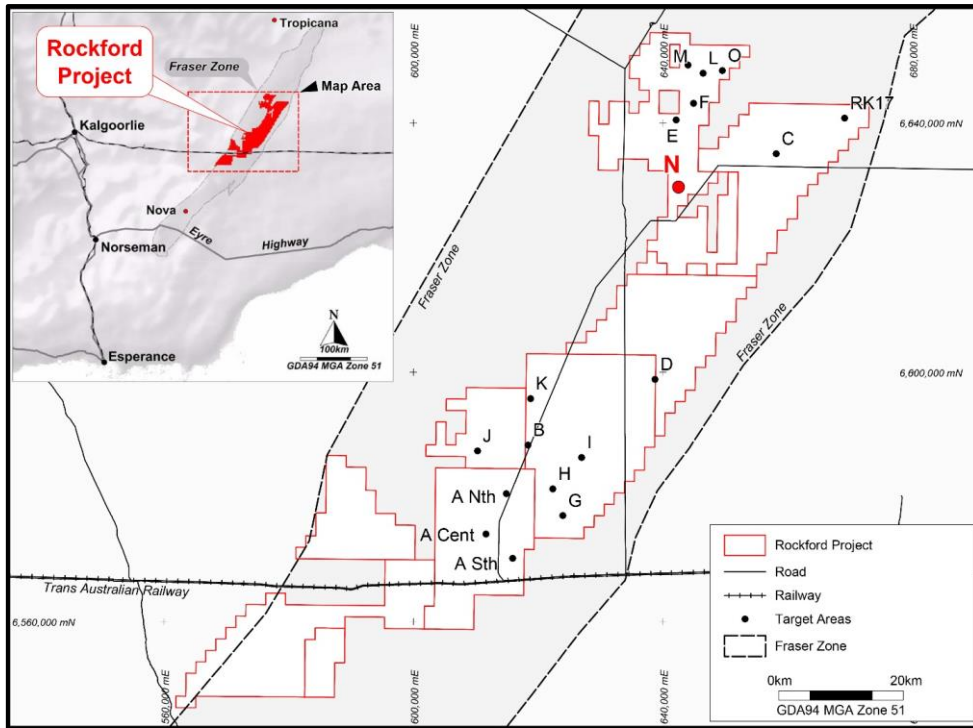 Tropicana
Rockford
Project
Fraser Zone
Map Area
Kalgoorlie
Nova
Eyre
Highway
Norseman
N
100km
GDA94 MGA Zone 51
Esperance
600,000 mE
640,000 mE
680,000 mE
M
L
O
F
E
RK17
6,640,000 mN
C
N
Fraser Zone
Fraser Zone
D
6,600,000 mN
K
B
J
I
H
A Nth
G
A Cent
A Sth
Trans Australian Railway
6,560,000 mN
560,000 mE
600,000 mE
640,000 mE
Rockford Project
Road
Railway
Target Areas
Fraser Zone
0km
20km
GDA94 MGA Zone 51